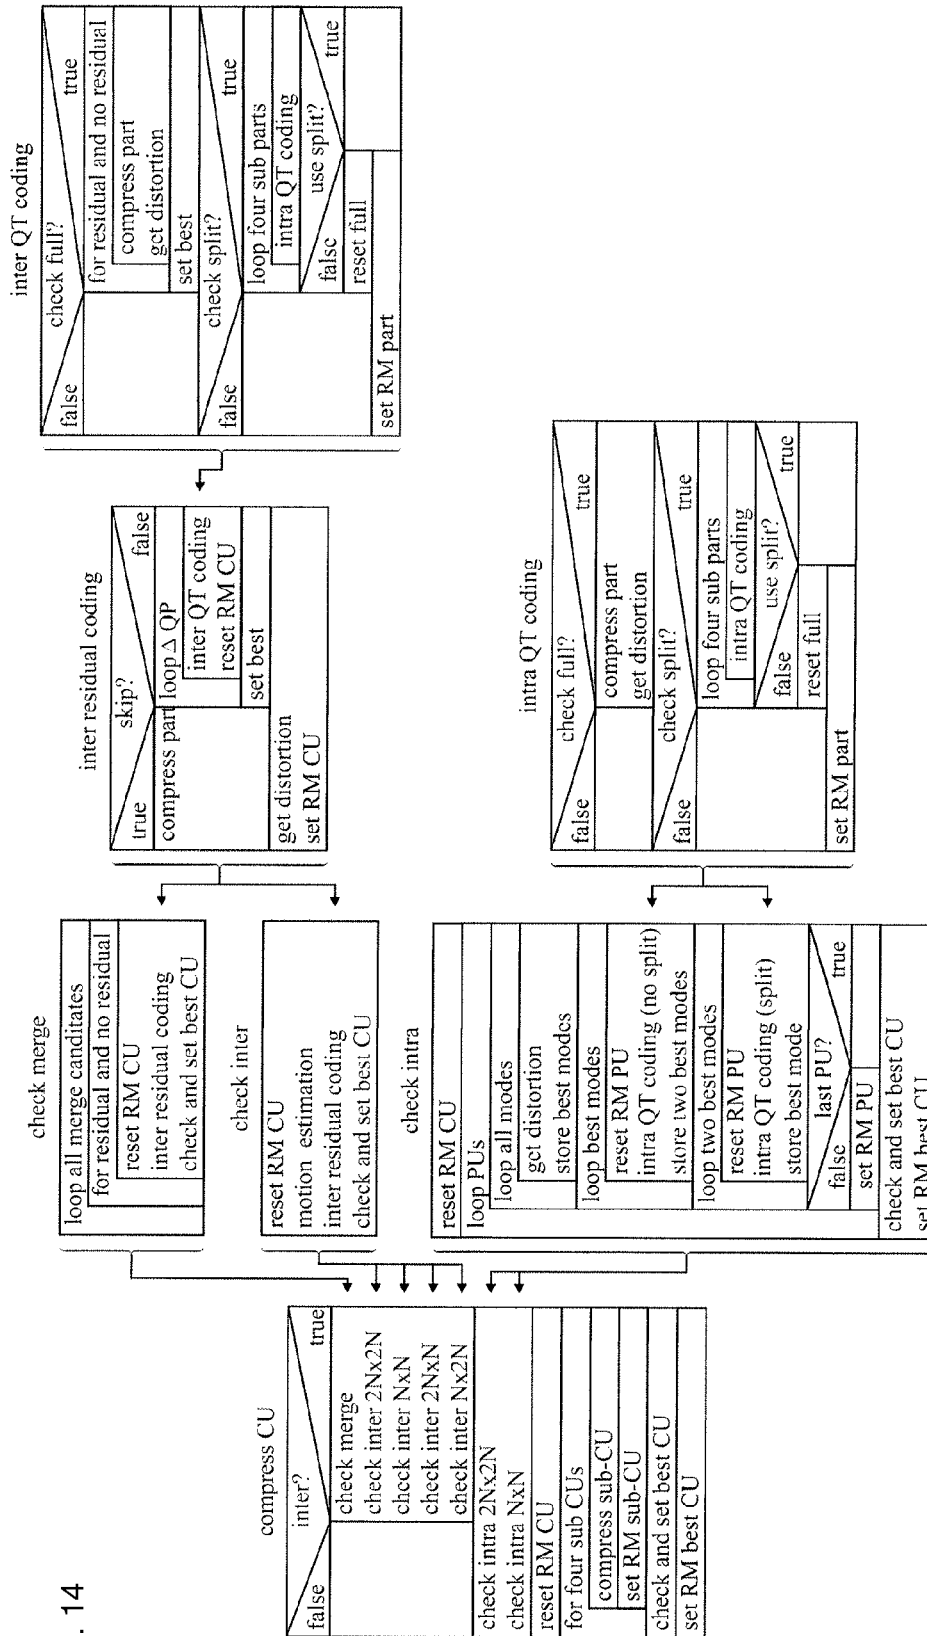 . 14
compress CU
inter?
false
true
check merge
check inter 2Nx2N
check inter NxN
check inter 2NxN
check inter Nx2N
check intra 2Nx2N
check intra NxN
reset RM CU
for four sub CUs
compress sub-CU
set RM sub-CU
check and set best CU
set RM best CU
check merge
loop all merge canditates
for residual and no residual
reset RM CU
inter residual coding
check and set best CU
check inter
reset RM CU
motion estimation
inter residual coding
check and set best CU
check intra
reset RM CU
loop PUs
loop all modes
get distortion
store best modes
loop best modes
reset RM PU
intra QT coding (no split)
store two best modes
loop two best modes
reset RM PU
intra QT coding (split)
store best mode
last PU?
false
true
set RM PU
check and set best CU
set RM best CU
inter residual coding
skip?
true
false
compress part
loop Δ QP
inter QT coding
reset RM CU
set best
get distortion
set RM CU
intra QT coding
check full?
false
true
compress part
get distortion
check split?
false
true
loop four sub parts
intra QT coding
use split?
false
true
reset full
set RM part
inter QT coding
check full?
false
true
for residual and no residual
compress part
get distortion
set best
check split?
false
true
loop four sub parts
intra QT coding
use split?
false
true
reset full
set RM part